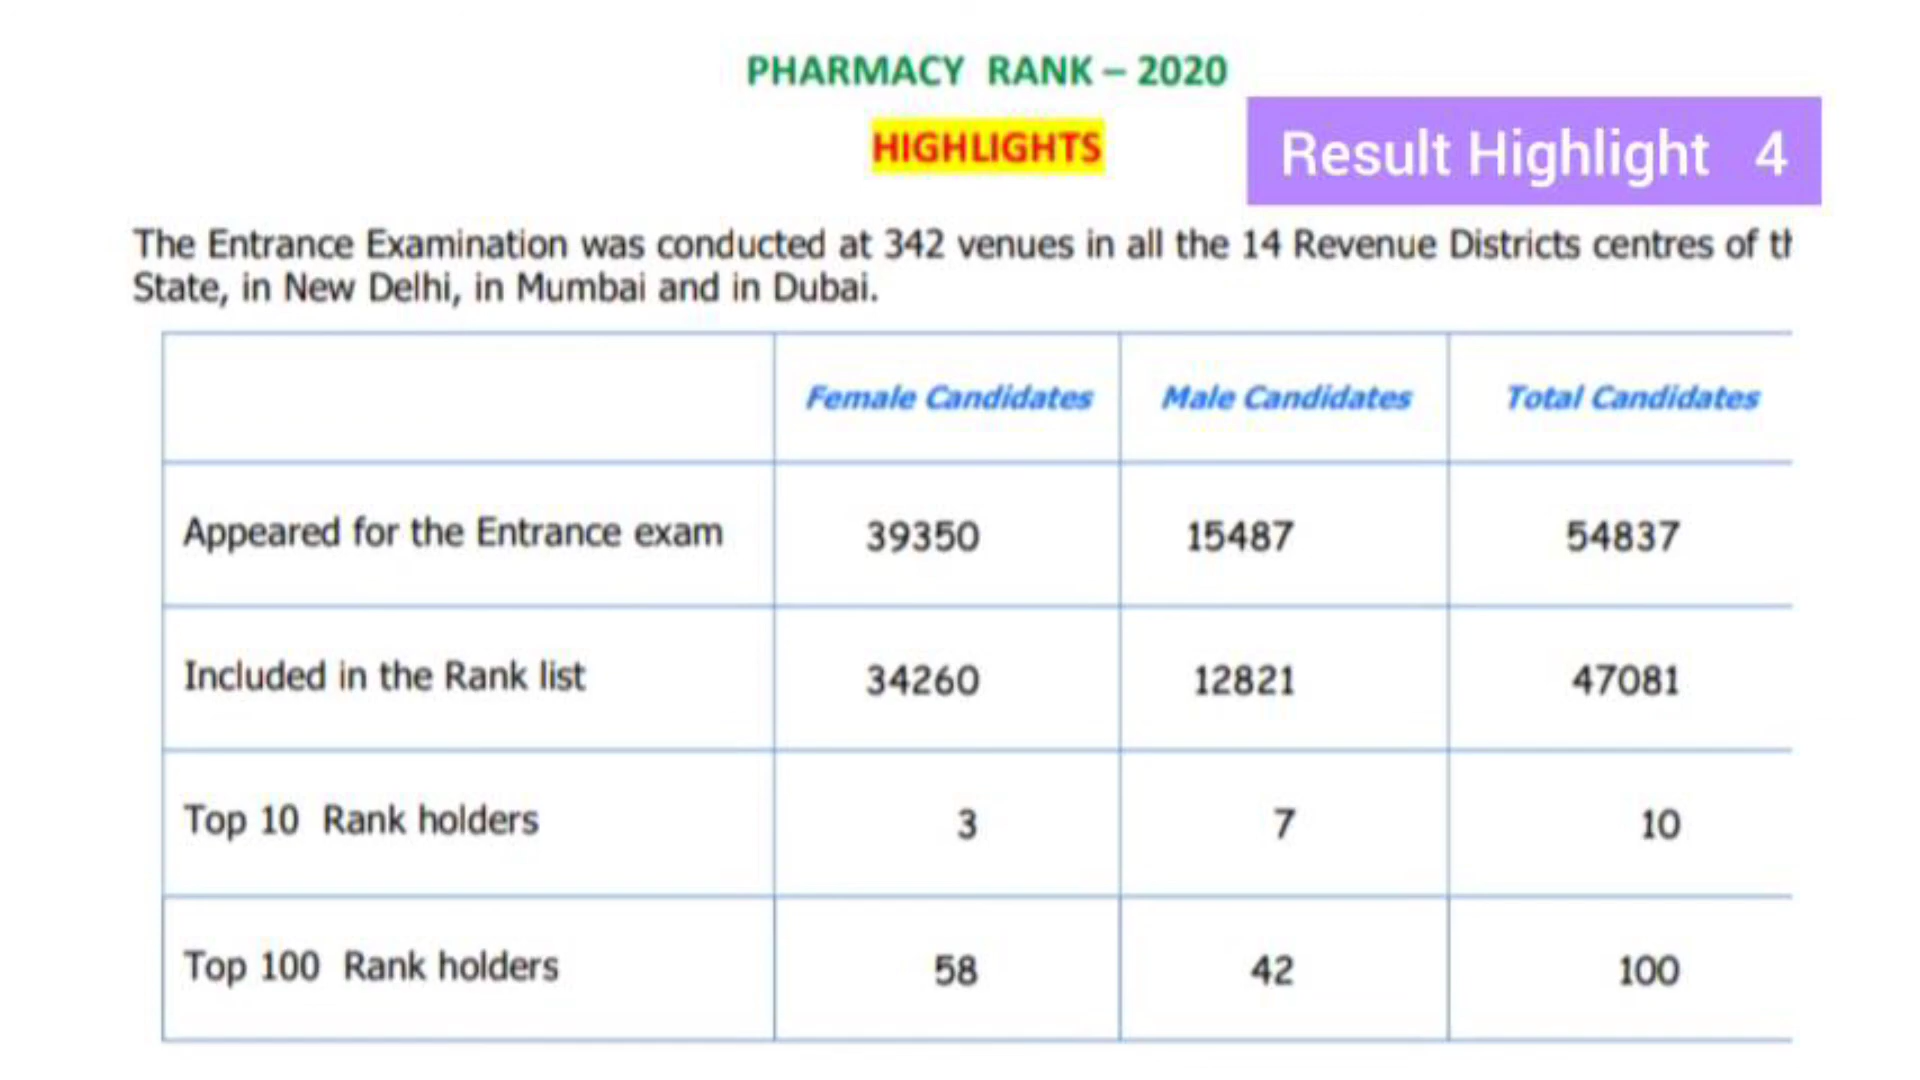 PHARMACY RANK – 2020
HIGHLIGHTS
Result Highlight 4
The Entrance Examination was conducted at 342 venues in all the 14 Revenue Districts centres of
State, in New Delhi, in Mumbai and in Dubai.
Female Candidates Male Candidates Total Candidates
Appeared for the Entrance exam 39350 15487 54837
Included in the Rank list 34260 12821 47081
Top 10 Rank holders 3 7 10
Top 100 Rank holders 58 42 100